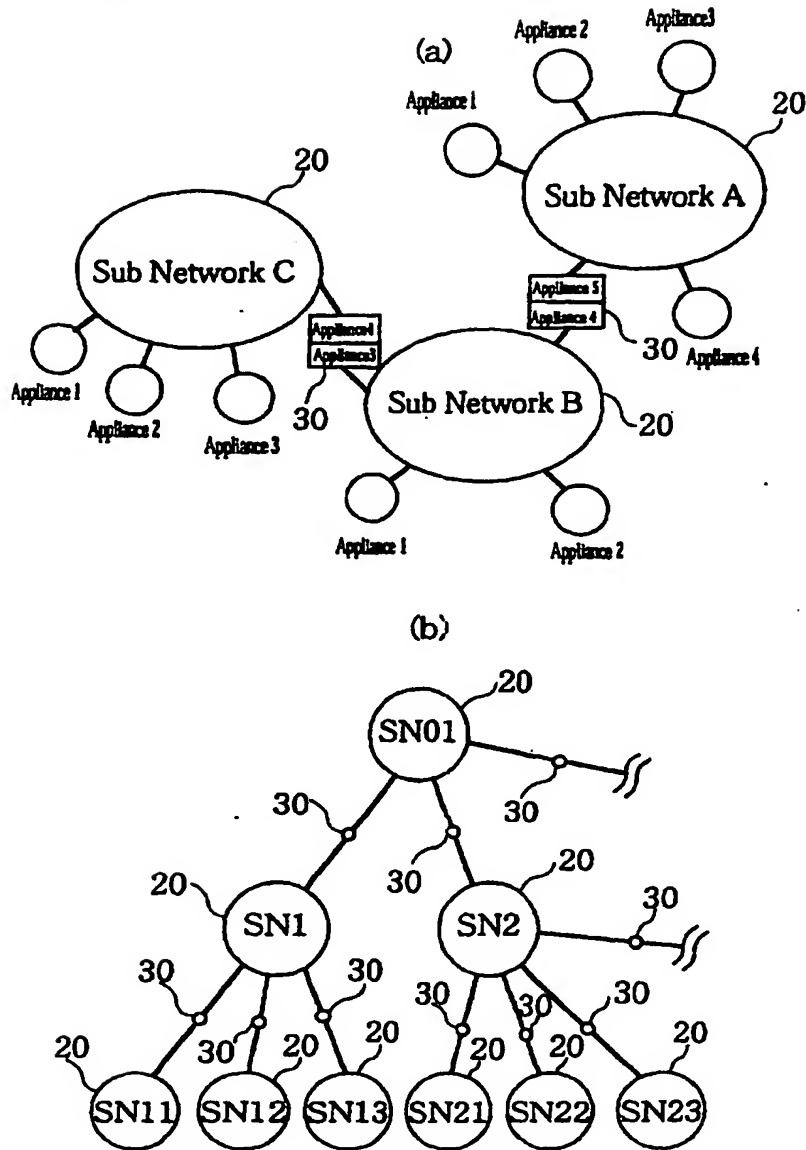 (a)
Appliance 2
Appliance3
Appliance 1
20
20
Sub Network A
Sub Network C
Appliance 5
Appliance 4
30
Appliance4
Appliance3
Appliance 4
Appliance 1
Appliance 2
Appliance 3
30
Sub Network B
20
Appliance 1
Appliance 2
(b)
20
SN01
30
30
30
20
20
SN1
SN2
30
30
30
30
30
30
30
20
20
20
20
20
20
SN11
SN12
SN13
SN21
SN22
SN23